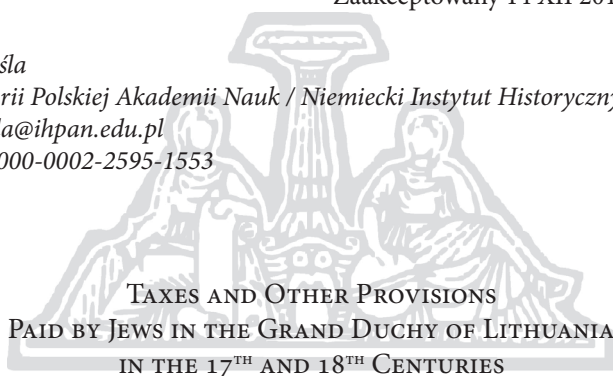 Zaakceptowany 14 XII 201
śla
rii Polskiej Akademii Nauk / Niemiecki Instytut Historyczny
la@ihpan.edu.pl
000-0002-2595-1553
Taxes and Other Provisions
Paid by Jews in the Grand Duchy of Lithuania
in the 17th and 18th Centuries